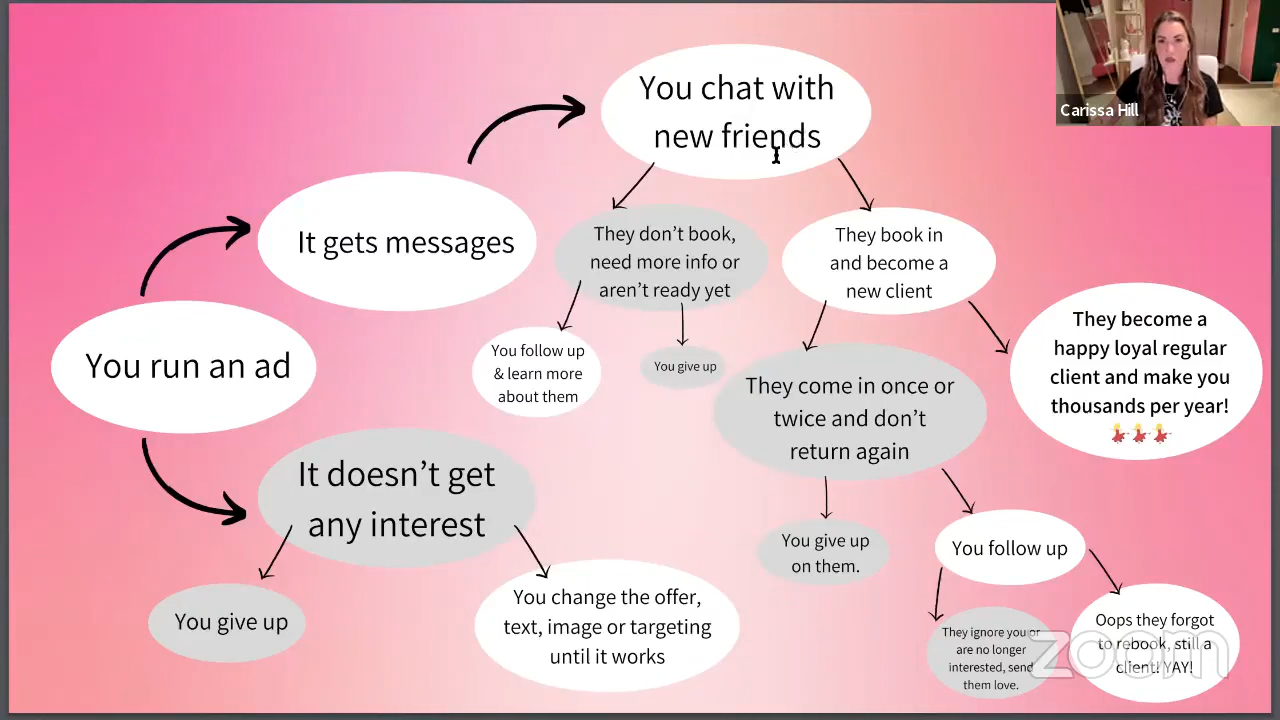 You chat with
new friends
Carissa Hill
It gets messages
They don't book,
need more info or
aren't ready yet
They book in
and become a
new client
You run an ad
You follow up
& learn more
about them
You give up
They come in once or
twice and don't
return again
They become a
happy loyal regular
client and make you
thousands per year!
It doesn't get
any interest
You give up
on them.
You follow up
You give up
You change the offer,
text, image or targeting
until it works
They ignore you or
are no longer
interested, send
them love.
Oops they forgot
to rebook, still a
client! YAY!
zoom